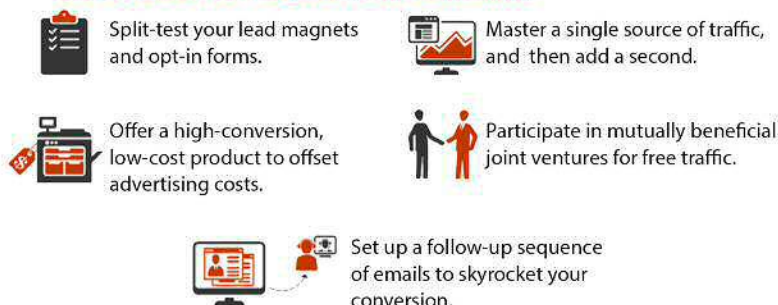 Split-test your lead magnets
and opt-in forms.
Master a single source of traffic,
and then add a second.
Offer a high-conversion,
low-cost product to offset
advertising costs.
Participate in mutually beneficial
joint ventures for free traffic.
Set up a follow-up sequence
of emails to skyrocket your
conversion.